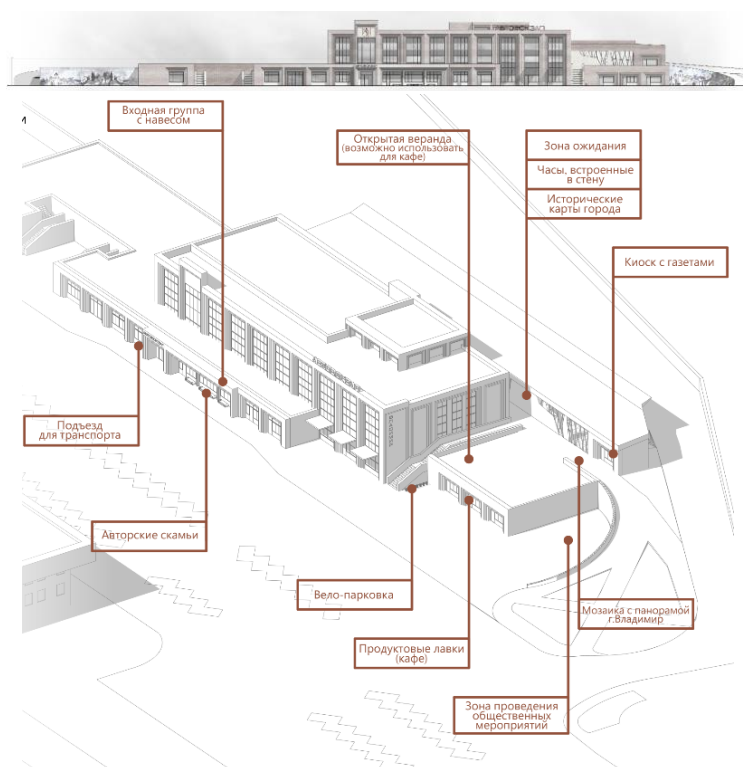 Входная группа
с навесом
и
Открытая веранда
(возможно использовать
для кафе)
Зона ожидания
Часы, встроенные
в стену
Исторические
карты города
Киоск с газетами
Подъезд
для транспорта
Авторские скамьи
Вело-парковка
Мозаика с панорамой
г.Владимир
Продуктовые лавки
(кафе)
Зона проведения
общественных
мероприятий